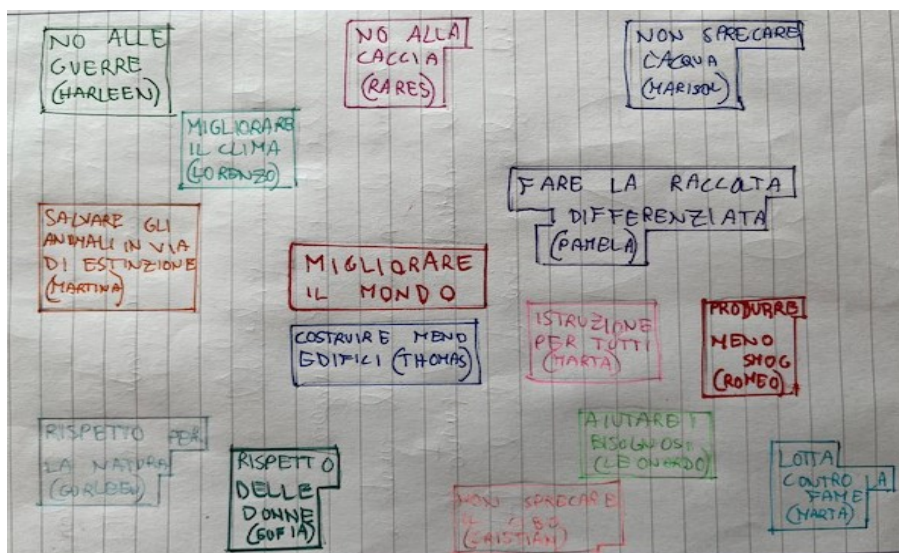 NO ALLE
GUERRE
(HARLEEN)
NO ALLA
CACCIA
(RARES)
NON SPRECARE
L'ACQUA
(MARISOL)
MIGLIORARE
IL CLIMA
(LORENZO)
FARE LA RACCOLTA
DIFFERENZIATA
(PAMELA)
SALVARE GLI
ANIMALI IN VIA
DI ESTINZIONE
(MARTINA)
MIGLIORARE
IL MONDO
COSTRUIRE MENO
EDIFICI (THOMAS)
ISTRUZIONE
PER TUTTI
(MARTA)
PRODURRE
MENO
SMOG
(ROMEO)
RISPETTO PER
LA NATURA
(GURLEEN)
RISPETTO
DELLE
DONNE
(SOFIA)
AIUTARE I
BISOGNOSI
(LEONARDO)
NON SPRECARE
IL CIBO
(CRISTIAN)
LOTTA
CONTRO LA
FAME
(MARTA)